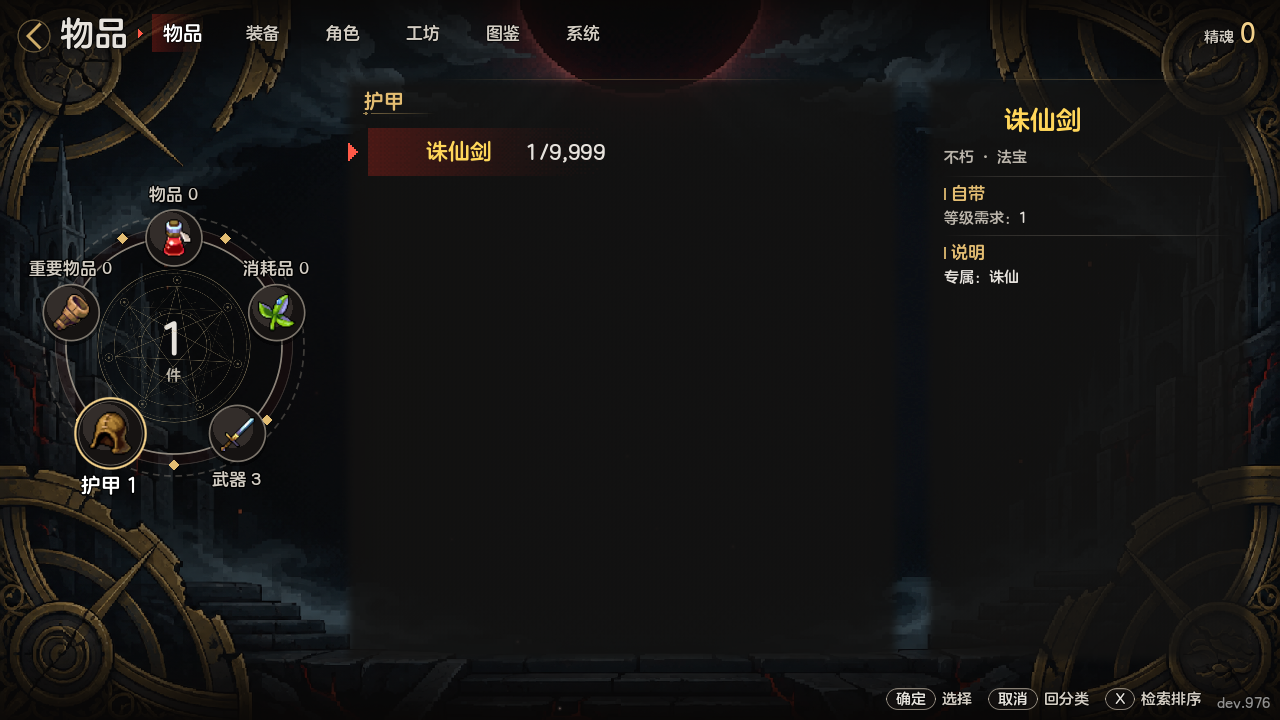 物品
物品 装备 角色 工坊 图鉴 系统
精魂 0
物品 0
重要物品 0
消耗品 0
1
件
护甲 1
武器 3
护甲
诛仙剑 1/9,999
诛仙剑
不朽 · 法宝
自带
等级需求: 1
说明
专属: 诛仙
确定 选择 取消 回分类 X 检索排序
dev.976